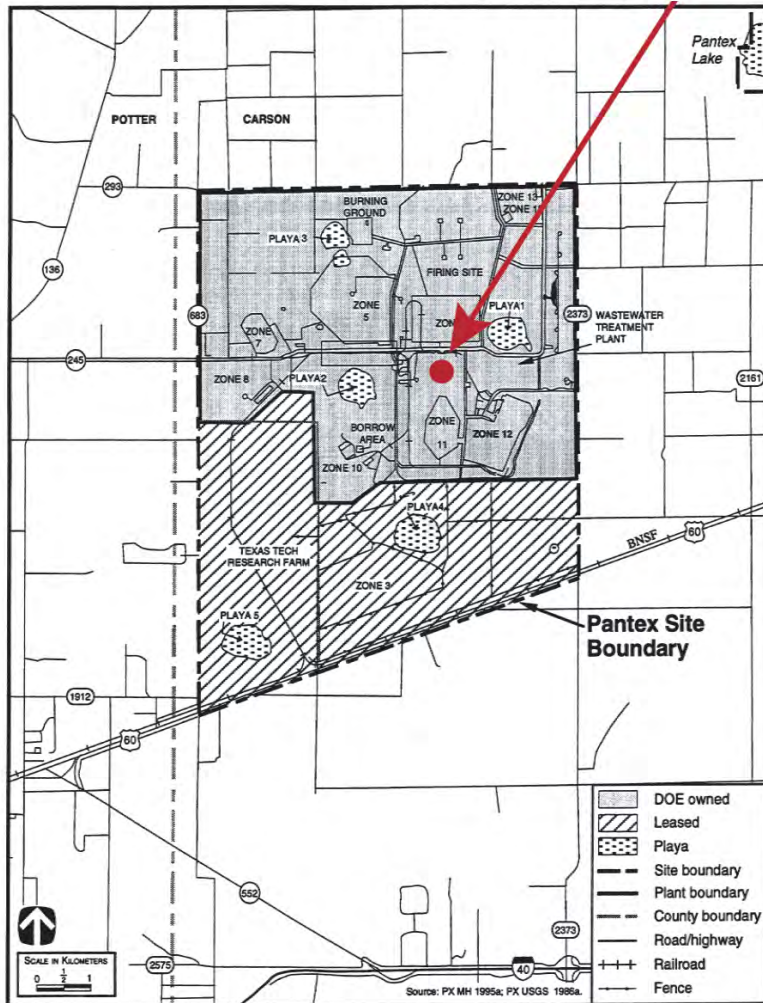 Pantex
Lake
POTTER
CARSON
293
BURNING
GROUND
ZONE 13
PLAYA 3
136
FIRING SITE
ZONE
5
PLAYA1
683
2373
WASTEWATER
TREATMENT
PLANT
ZONE
7
245
2161
ZONE 8
PLAYA2
ZONE
11
ZONE 12
BORROW
AREA
ZONE 10
PLAYA4
BNSF
60
TEXAS TECH
RESEARCH FARM
ZONE 3
PLAYA 5
Pantex Site
Boundary
1912
60
DOE owned
Leased
Playa
Site boundary
Plant boundary
County boundary
Road/highway
Railroad
Fence
552
2373
SCALE IN KILOMETERS
0 1/2 1
2575
40
Source: PX MH 1995a; PX USGS 1986a.